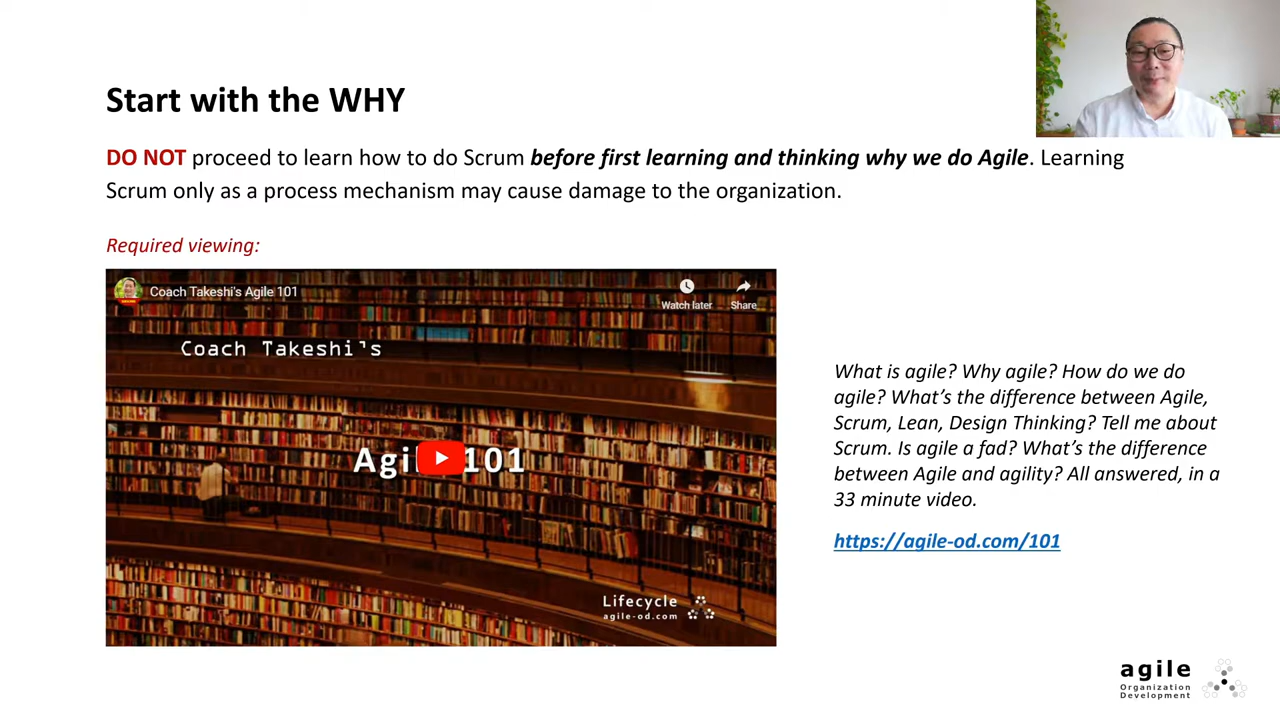 Start with the WHY
DO NOT proceed to learn how to do Scrum before first learning and thinking why we do Agile. Learning
Scrum only as a process mechanism may cause damage to the organization.
Required viewing:
Coach Takeshi's Agile 101
Watch later
Share
Coach Takeshi's
Agil 101
Lifecycle
agile-od.com
What is agile? Why agile? How do we do
agile? What's the difference between Agile,
Scrum, Lean, Design Thinking? Tell me about
Scrum. Is agile a fad? What's the difference
between Agile and agility? All answered, in a
33 minute video.
https://agile-od.com/101
agile
Organization
Development